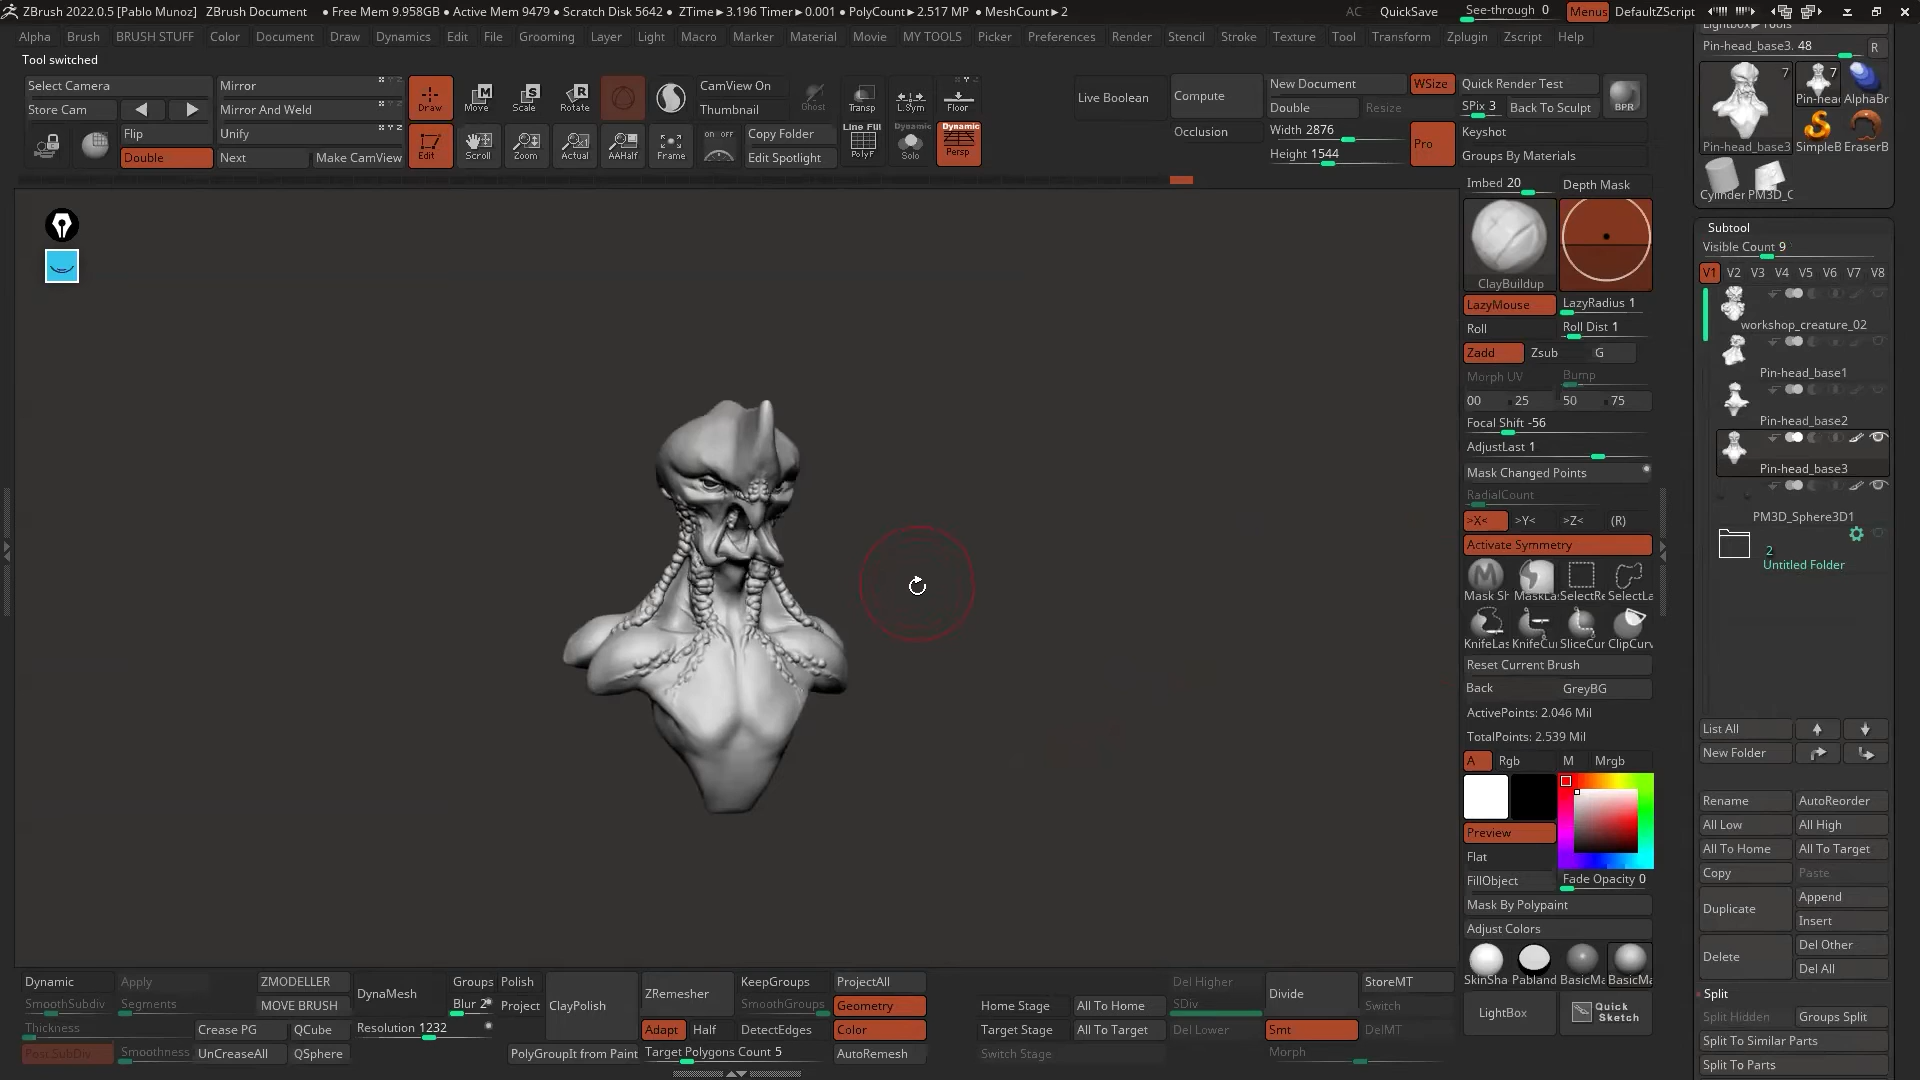 ZBrush 2022.0.5 [Pablo Munoz] ZBrush Document • Free Mem 9.958GB • Active Mem 9479 • Scratch Disk 5642 • ZTime►3.196 Timer►0.001 • PolyCount►2.517 MP • MeshCount►2 AC QuickSave See-through 0 Menus DefaultZScript
Alpha Brush BRUSH STUFF Color Document Draw Dynamics Edit File Grooming Layer Light Macro Marker Material Movie MY TOOLS Picker Preferences Render Stencil Stroke Texture Tool Transform Zplugin Zscript Help
Tool switched
Select Camera
Store Cam
Flip
Double
Mirror
Mirror And Weld
Unify
Next Make CamView
Draw Move Scale Rotate
Edit Scroll Zoom Actual AAHalf Frame
CamView On
Thumbnail
ON OFF
Copy Folder
Edit Spotlight
Ghost Transp L.Sym Floor
Line Fill
PolyF
Dynamic
Solo
Dynamic
Persp
Live Boolean
Compute
Occlusion
New Document
Double Resize
Width 2876
Height 1544
WSize
Pro
Quick Render Test
SPix 3 Back To Sculpt
Keyshot
Groups By Materials
BPR
Imbed 20 Depth Mask
ClayBuildup
LazyMouse LazyRadius 1
Roll Roll Dist 1
Zadd Zsub G
Morph UV Bump
00 25 50 75
Focal Shift -56
AdjustLast 1
Mask Changed Points
RadialCount
>X< >Y< >Z< (R)
Activate Symmetry
Mask Sh MaskLa SelectRe SelectLa
KnifeLas KnifeCur SliceCur ClipCurv
Reset Current Brush
Back GreyBG
ActivePoints: 2.046 Mil
TotalPoints: 2.539 Mil
A Rgb M Mrgb
Preview
Flat
FillObject Fade Opacity 0
Mask By Polypaint
Adjust Colors
SkinSha Pabland BasicMa BasicMa
LightBox Quick Sketch
Lightbox►Tools
Pin-head_base3. 48 R
7 7
Pin-hea AlphaBr
Pin-head_base3 SimpleB EraserB
Cylinder PM3D_C
Subtool
Visible Count 9
V1 V2 V3 V4 V5 V6 V7 V8
workshop_creature_02
Pin-head_base1
Pin-head_base2
Pin-head_base3
PM3D_Sphere3D1
2
Untitled Folder
List All
New Folder
Rename AutoReorder
All Low All High
All To Home All To Target
Copy Paste
Duplicate Append
Insert
Delete Del Other
Del All
Split
Split Hidden Groups Split
Split To Similar Parts
Split To Parts
Dynamic Apply
SmoothSubdiv Segments
Thickness
Post SubDiv Smoothness
ZMODELLER
MOVE BRUSH
Crease PG QCube
UnCreaseAll QSphere
DynaMesh
Resolution 1232
Groups Polish
Blur 2 Project
ClayPolish
PolyGroupIt from Paint
ZRemesher
Adapt Half
Target Polygons Count 5
KeepGroups
SmoothGroups
DetectEdges
ProjectAll
Geometry
Color
AutoRemesh
Home Stage All To Home
Target Stage All To Target
Switch Stage
Del Higher
SDiv
Del Lower
Divide
Smt
Morph
StoreMT
Switch
DelMT